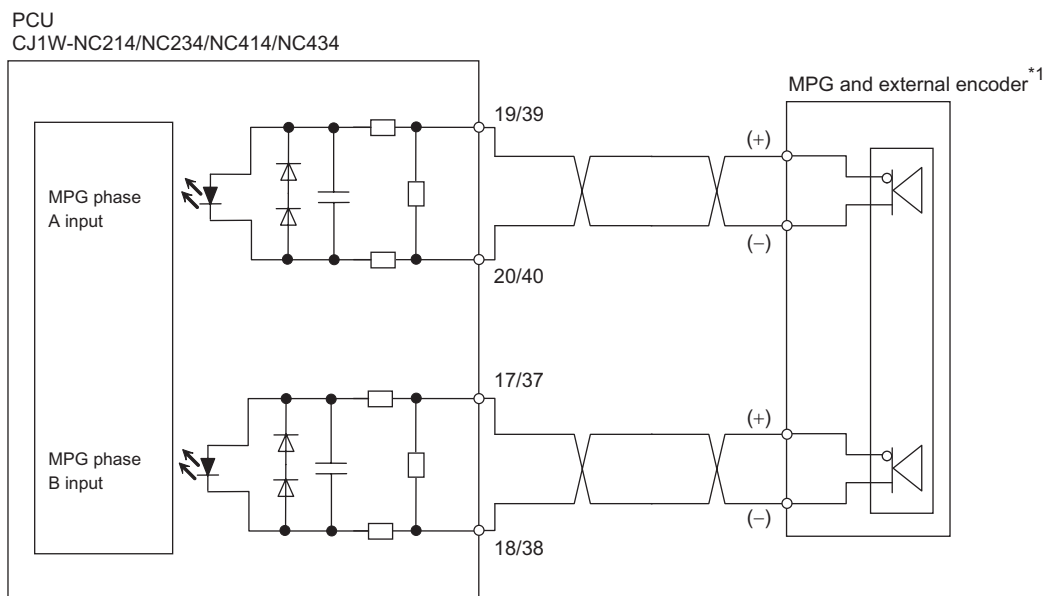 PCU
CJ1W-NC214/NC234/NC414/NC434
MPG and external encoder*1
19/39
(+)
MPG phase
A input
(−)
20/40
17/37
(+)
MPG phase
B input
(−)
18/38